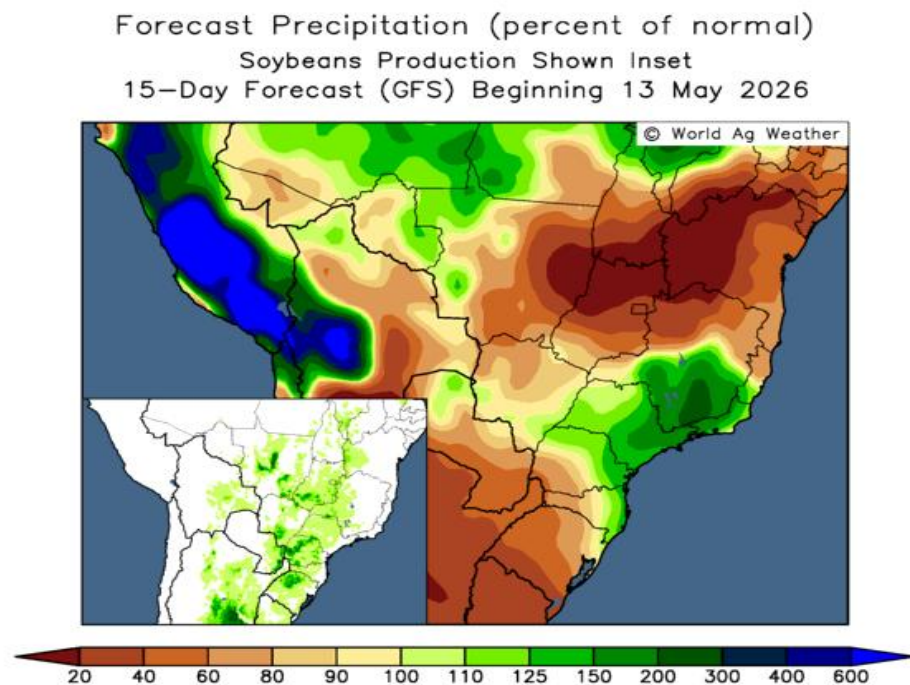 Forecast Precipitation (percent of normal)
Soybeans Production Shown Inset
15-Day Forecast (GFS) Beginning 13 May 2026
© World Ag Weather
20 40 60 80 90 100 110 125 150 200 300 400 600